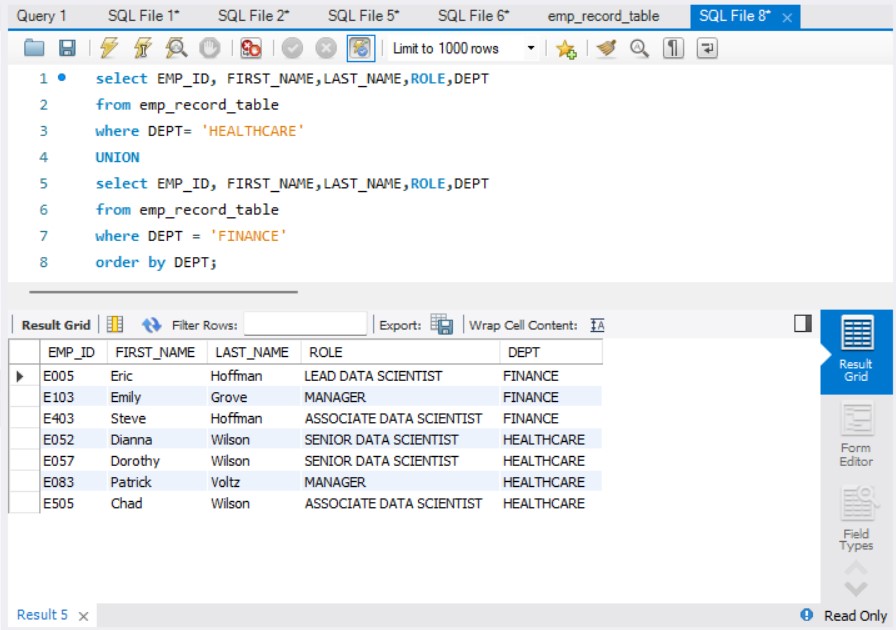 Query 1 SQL File 1* SQL File 2* SQL File 5* SQL File 6* emp_record_table SQL File 8* ×
Limit to 1000 rows
1 select EMP_ID, FIRST_NAME,LAST_NAME,ROLE,DEPT
2 from emp_record_table
3 where DEPT= 'HEALTHCARE'
4 UNION
5 select EMP_ID, FIRST_NAME,LAST_NAME,ROLE,DEPT
6 from emp_record_table
7 where DEPT = 'FINANCE'
8 order by DEPT;
Result Grid Filter Rows: Export: Wrap Cell Content: IA
EMP_ID FIRST_NAME LAST_NAME ROLE DEPT
E005 Eric Hoffman LEAD DATA SCIENTIST FINANCE
E103 Emily Grove MANAGER FINANCE
E403 Steve Hoffman ASSOCIATE DATA SCIENTIST FINANCE
E052 Dianna Wilson SENIOR DATA SCIENTIST HEALTHCARE
E057 Dorothy Wilson SENIOR DATA SCIENTIST HEALTHCARE
E083 Patrick Voltz MANAGER HEALTHCARE
E505 Chad Wilson ASSOCIATE DATA SCIENTIST HEALTHCARE
Result
Grid
Form
Editor
Field
Types
Result 5 × Read Only